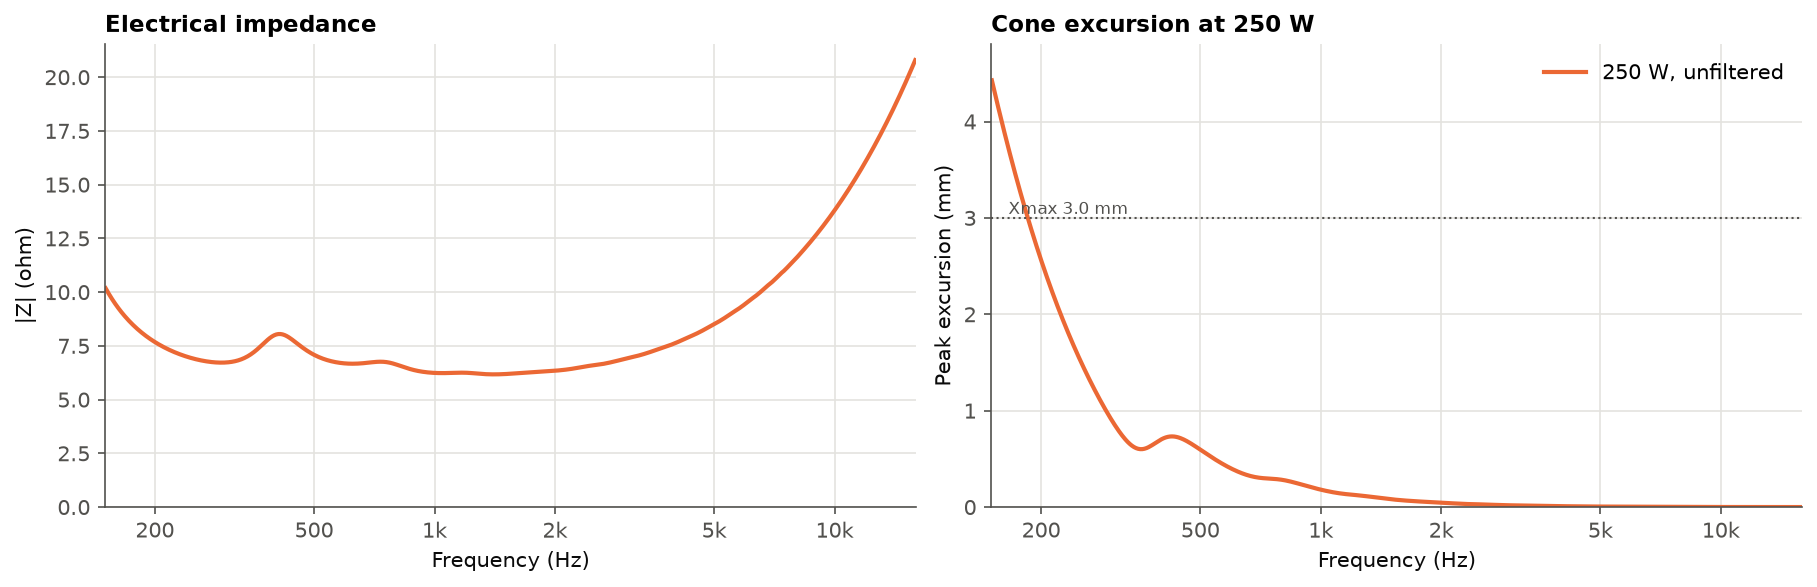 Electrical impedance
|Z| (ohm)
20.0
17.5
15.0
12.5
10.0
7.5
5.0
2.5
0.0
200 500 1k 2k 5k 10k
Frequency (Hz)
Cone excursion at 250 W
250 W, unfiltered
Peak excursion (mm)
4
3
2
1
0
Xmax 3.0 mm
200 500 1k 2k 5k 10k
Frequency (Hz)